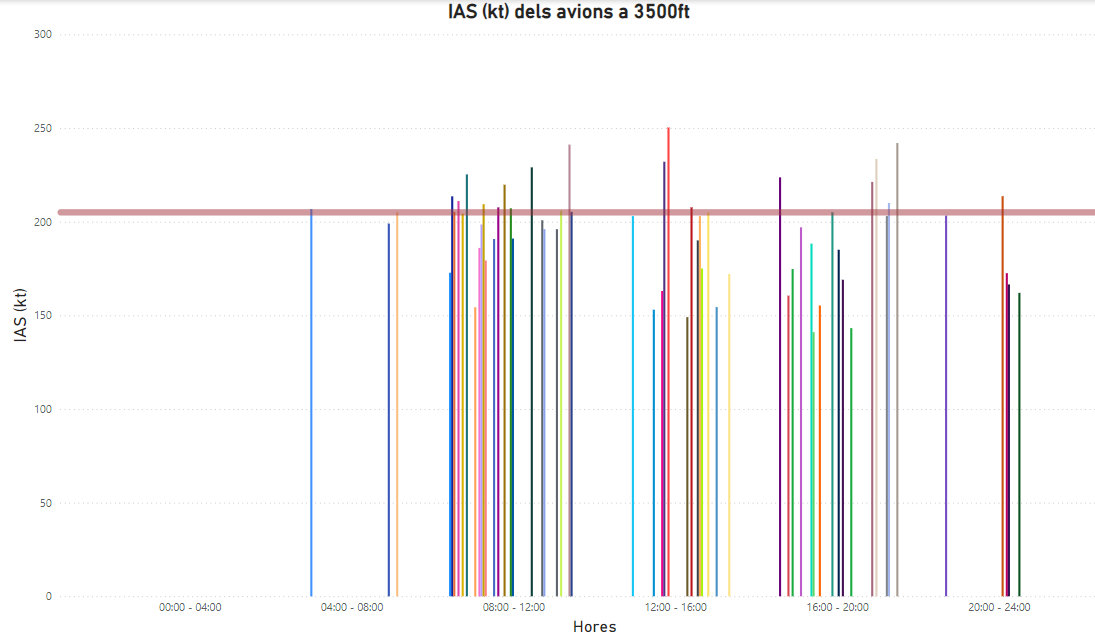 IAS (kt) dels avions a 3500ft
300
250
200
150
100
50
0
IAS (kt)
00:00 - 04:00
04:00 - 08:00
08:00 - 12:00
12:00 - 16:00
16:00 - 20:00
20:00 - 24:00
Hores